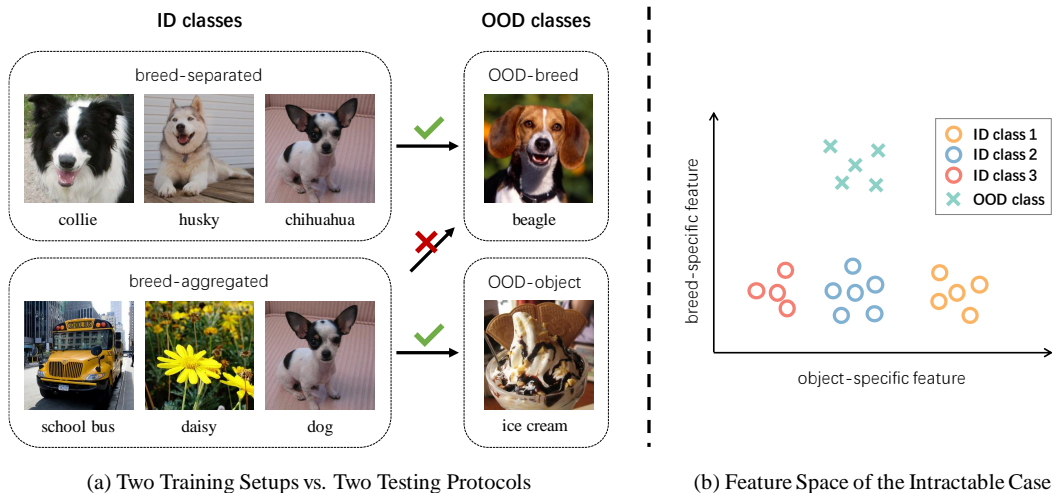 ID classes
OOD classes
breed-separated
OOD-breed
collie
husky
chihuahua
beagle
breed-aggregated
OOD-object
SCHOOL BUS
school bus
daisy
dog
ice cream
(a) Two Training Setups vs. Two Testing Protocols
breed-specific feature
ID class 1
ID class 2
ID class 3
OOD class
object-specific feature
(b) Feature Space of the Intractable Case